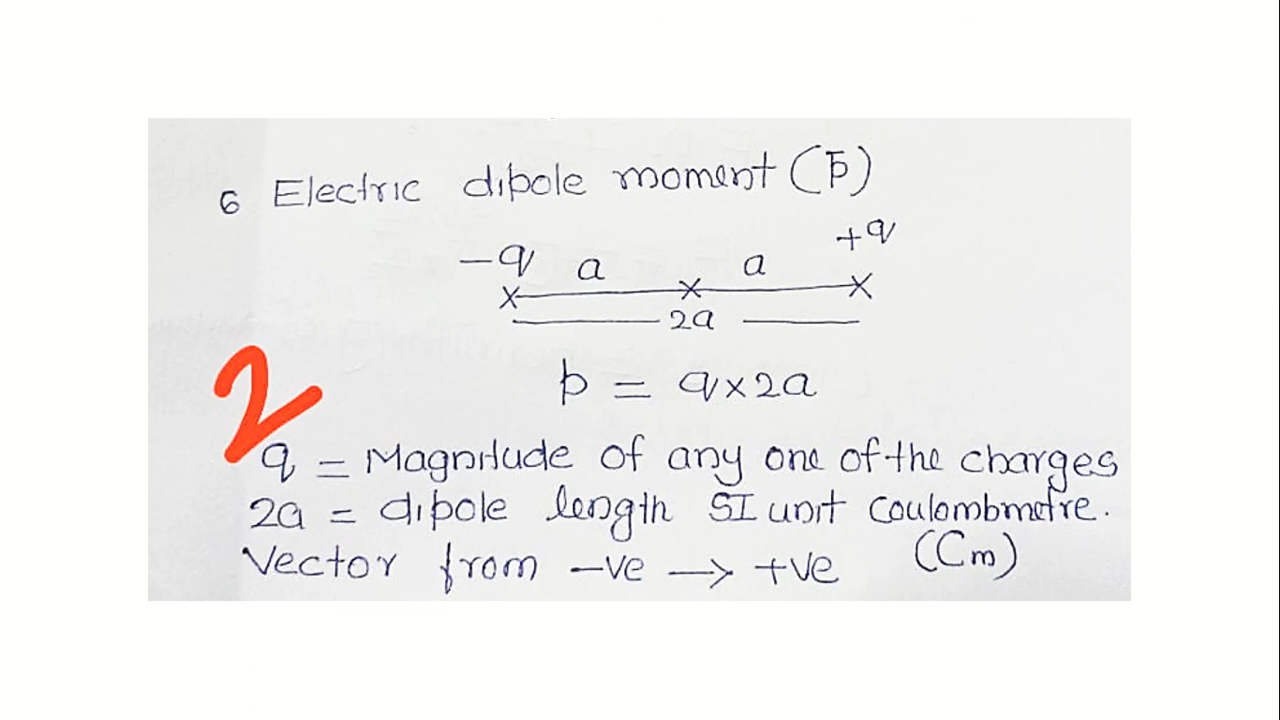 6 Electric dipole moment (p̄)
-q a a +q
2a
p = q×2a
2
q = Magnitude of any one of the charges
2a = dipole length SI unit Coulombmetre.
Vector from -ve → +ve (Cm)